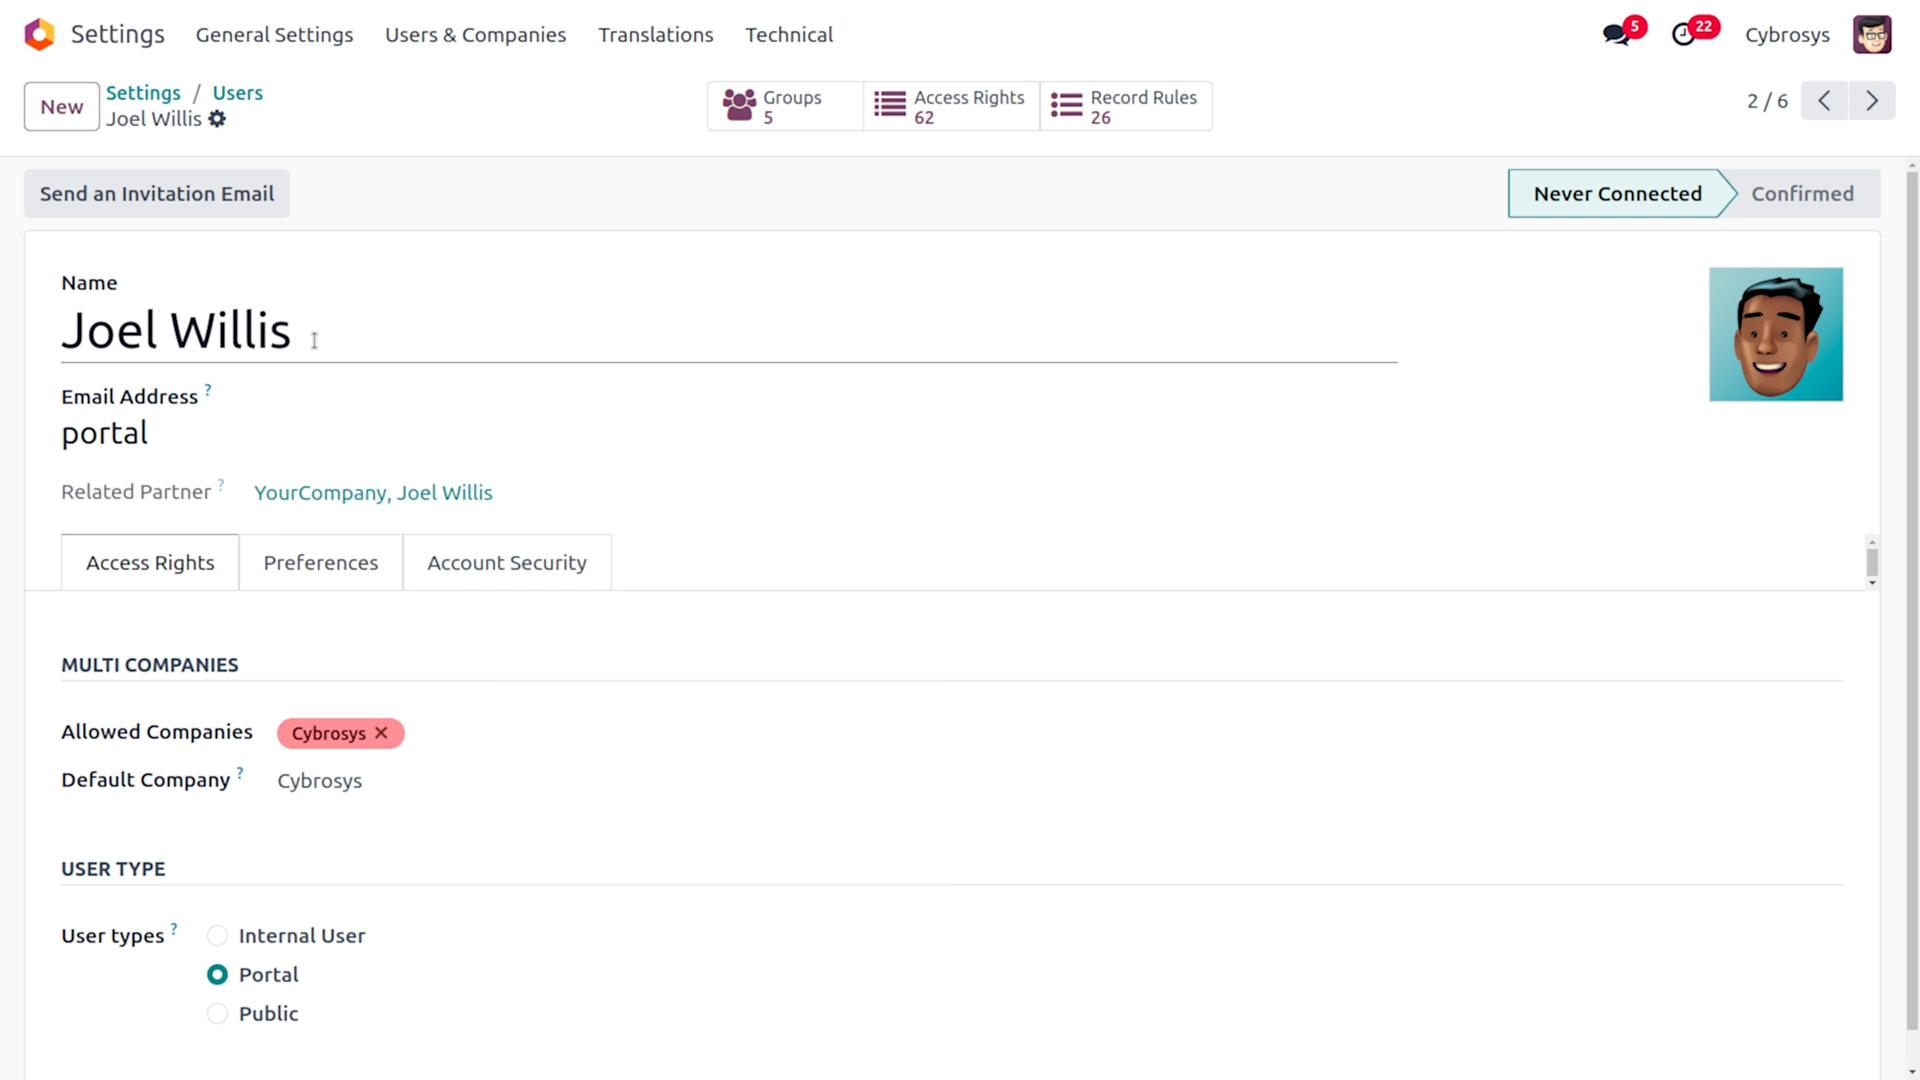 Settings General Settings Users & Companies Translations Technical 5 22 Cybrosys
New Settings / Users Groups Access Rights Record Rules 2 / 6
Joel Willis 5 62 26
Send an Invitation Email Never Connected Confirmed
Name
Joel Willis
Email Address ?
portal
Related Partner ? YourCompany, Joel Willis
Access Rights Preferences Account Security
MULTI COMPANIES
Allowed Companies Cybrosys ✕
Default Company ? Cybrosys
USER TYPE
User types ? Internal User
Portal
Public